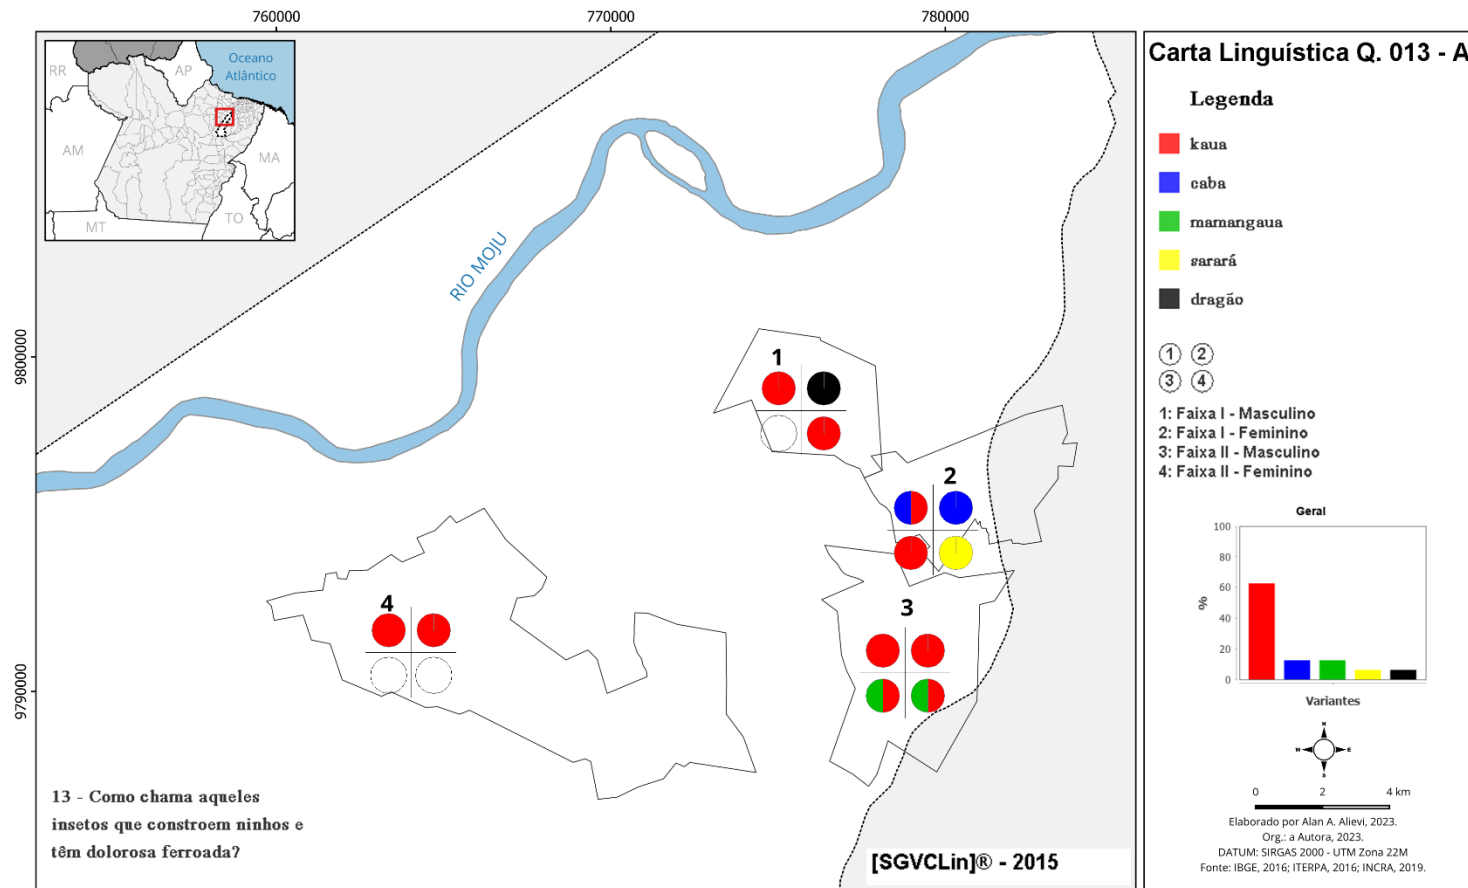 760000
770000
780000
9800000
9790000
Oceano
Atlântico
RR
AP
AM
MA
MT
TO
RIO MOJU
1
2
3
4
13 - Como chama aqueles
insetos que constroem ninhos e
têm dolorosa ferroada?
[SGVCLin]® - 2015
Carta Linguística Q. 013 - A
Legenda
kaua
caba
mamangaua
sarará
dragão
1 2
3 4
1: Faixa I - Masculino
2: Faixa I - Feminino
3: Faixa II - Masculino
4: Faixa II - Feminino
Geral
100
80
60
40
20
0
%
Variantes
N
W E
S
0 2 4 km
Elaborado por Alan A. Alievi, 2023.
Org.: a Autora, 2023.
DATUM: SIRGAS 2000 - UTM Zona 22M
Fonte: IBGE, 2016; ITERPA, 2016; INCRA, 2019.